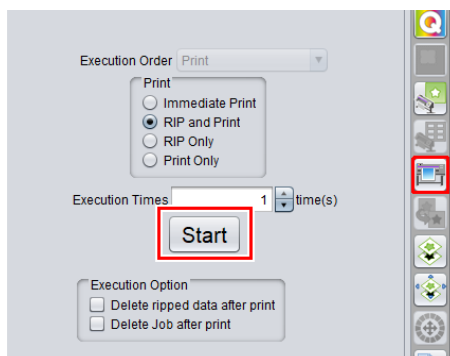 Execution Order Print
Print
Immediate Print
RIP and Print
RIP Only
Print Only
Execution Times 1 time(s)
Start
Execution Option
Delete ripped data after print
Delete Job after print